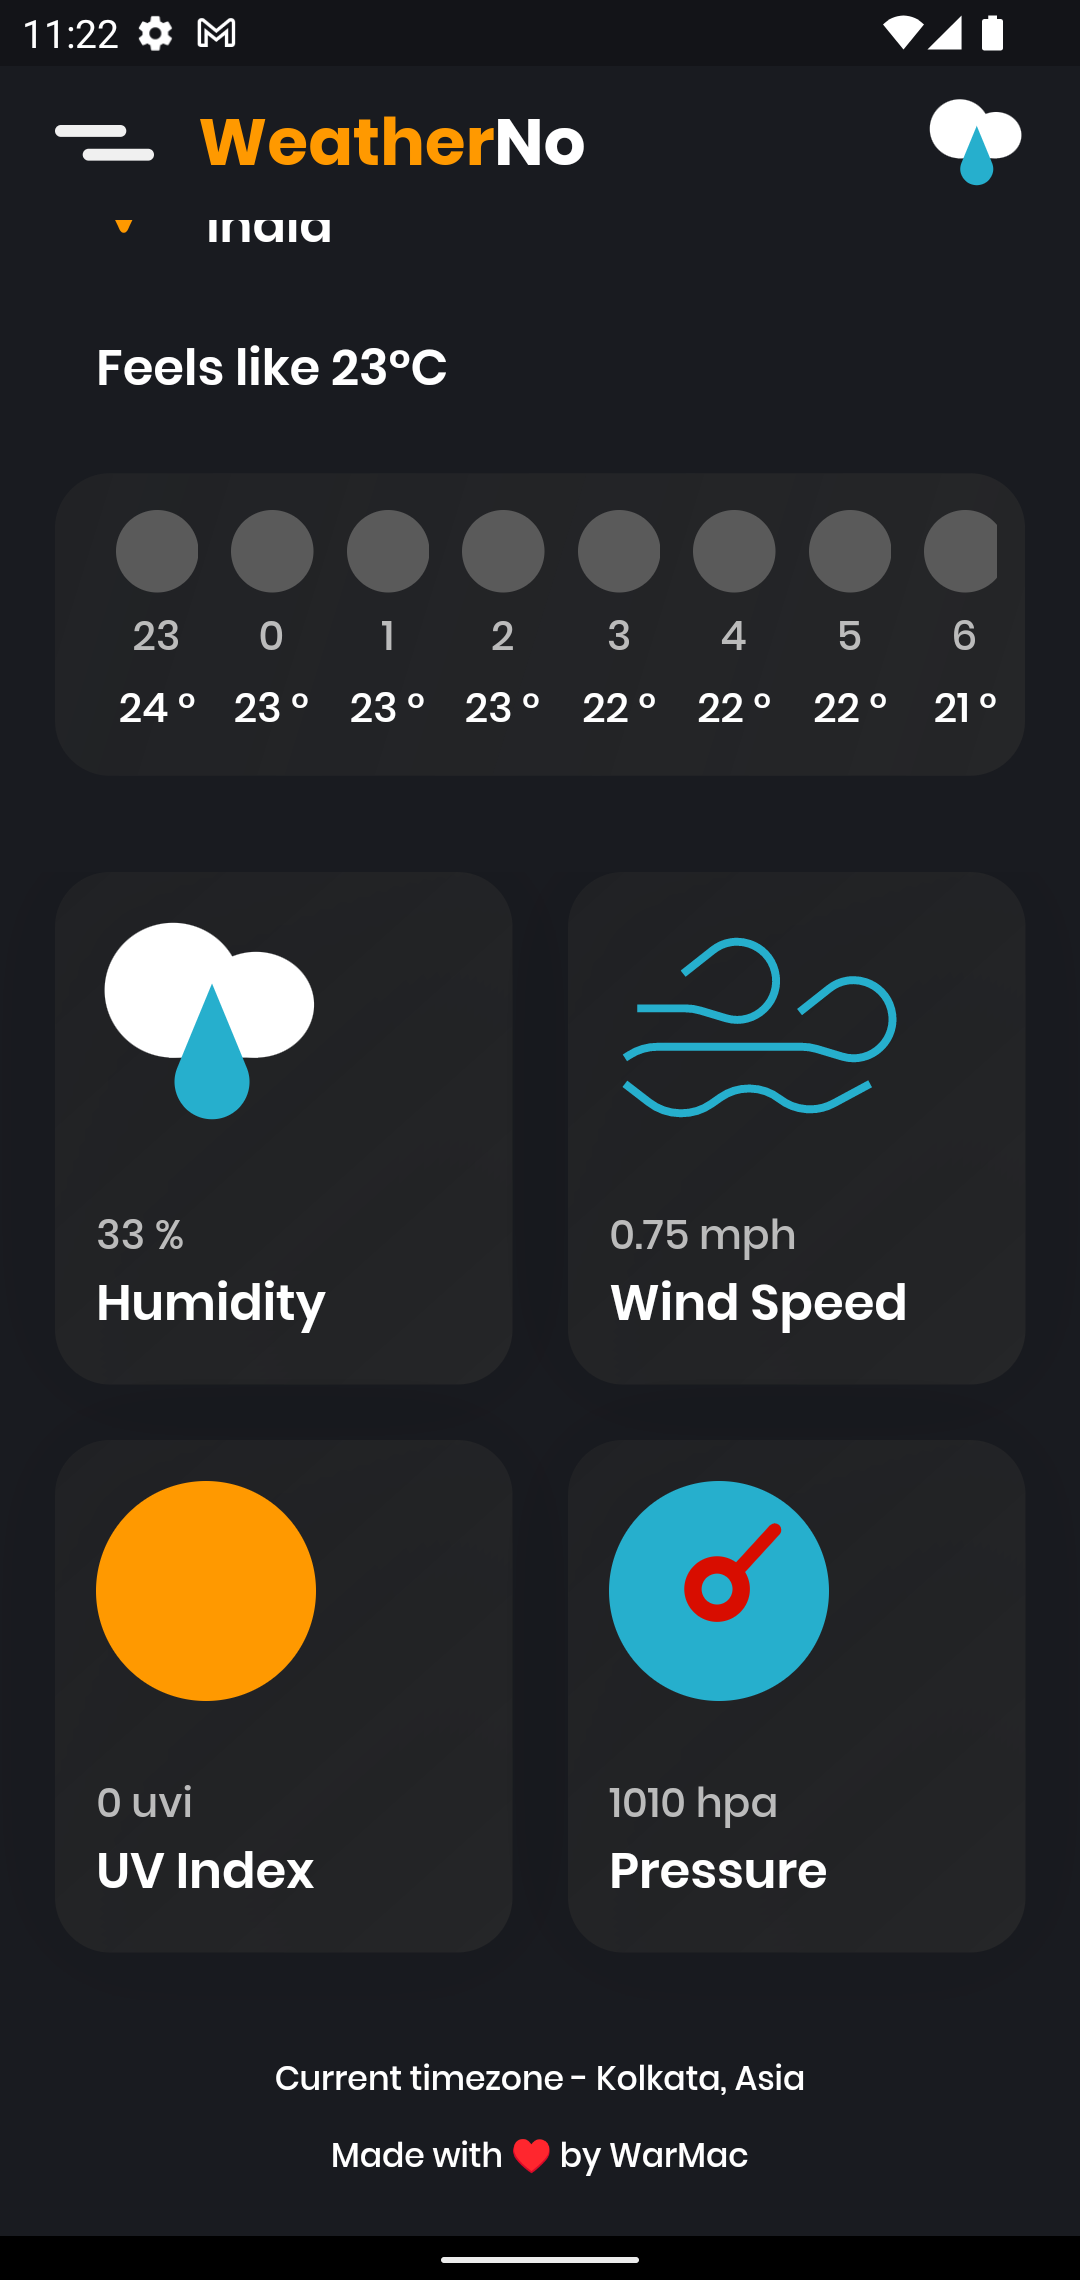 11:22
WeatherNo
India
Feels like 23°C
23 0 1 2 3 4 5 6
24 ° 23 ° 23 ° 23 ° 22 ° 22 ° 22 ° 21 °
33 %
Humidity
0.75 mph
Wind Speed
0 uvi
UV Index
1010 hpa
Pressure
Current timezone - Kolkata, Asia
Made with ❤️ by WarMac